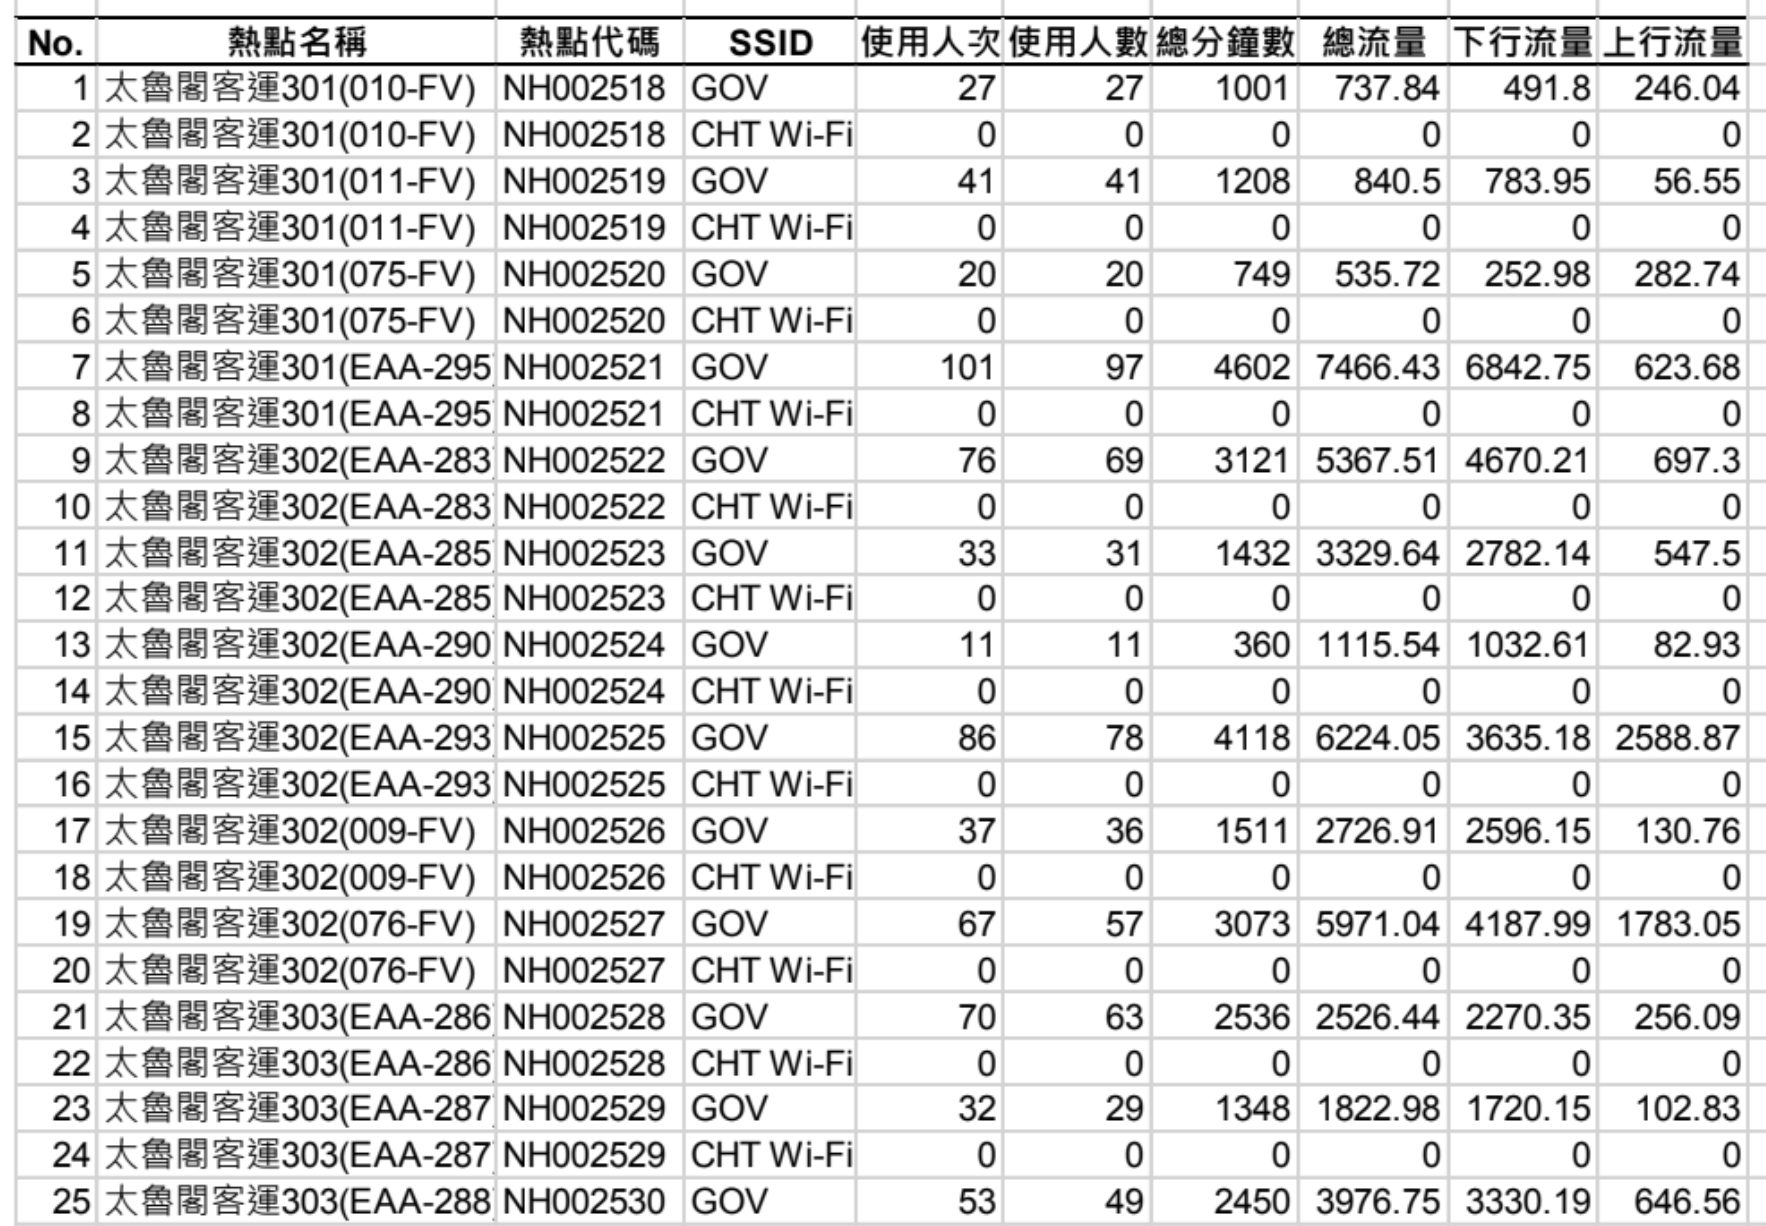 No. 熱點名稱 熱點代碼 SSID 使用人次 使用人數 總分鐘數 總流量 下行流量 上行流量
1 太魯閣客運301(010-FV) NH002518 GOV 27 27 1001 737.84 491.8 246.04
2 太魯閣客運301(010-FV) NH002518 CHT Wi-Fi 0 0 0 0 0 0
3 太魯閣客運301(011-FV) NH002519 GOV 41 41 1208 840.5 783.95 56.55
4 太魯閣客運301(011-FV) NH002519 CHT Wi-Fi 0 0 0 0 0 0
5 太魯閣客運301(075-FV) NH002520 GOV 20 20 749 535.72 252.98 282.74
6 太魯閣客運301(075-FV) NH002520 CHT Wi-Fi 0 0 0 0 0 0
7 太魯閣客運301(EAA-295 NH002521 GOV 101 97 4602 7466.43 6842.75 623.68
8 太魯閣客運301(EAA-295 NH002521 CHT Wi-Fi 0 0 0 0 0 0
9 太魯閣客運302(EAA-283 NH002522 GOV 76 69 3121 5367.51 4670.21 697.3
10 太魯閣客運302(EAA-283 NH002522 CHT Wi-Fi 0 0 0 0 0 0
11 太魯閣客運302(EAA-285 NH002523 GOV 33 31 1432 3329.64 2782.14 547.5
12 太魯閣客運302(EAA-285 NH002523 CHT Wi-Fi 0 0 0 0 0 0
13 太魯閣客運302(EAA-290 NH002524 GOV 11 11 360 1115.54 1032.61 82.93
14 太魯閣客運302(EAA-290 NH002524 CHT Wi-Fi 0 0 0 0 0 0
15 太魯閣客運302(EAA-293 NH002525 GOV 86 78 4118 6224.05 3635.18 2588.87
16 太魯閣客運302(EAA-293 NH002525 CHT Wi-Fi 0 0 0 0 0 0
17 太魯閣客運302(009-FV) NH002526 GOV 37 36 1511 2726.91 2596.15 130.76
18 太魯閣客運302(009-FV) NH002526 CHT Wi-Fi 0 0 0 0 0 0
19 太魯閣客運302(076-FV) NH002527 GOV 67 57 3073 5971.04 4187.99 1783.05
20 太魯閣客運302(076-FV) NH002527 CHT Wi-Fi 0 0 0 0 0 0
21 太魯閣客運303(EAA-286 NH002528 GOV 70 63 2536 2526.44 2270.35 256.09
22 太魯閣客運303(EAA-286 NH002528 CHT Wi-Fi 0 0 0 0 0 0
23 太魯閣客運303(EAA-287 NH002529 GOV 32 29 1348 1822.98 1720.15 102.83
24 太魯閣客運303(EAA-287 NH002529 CHT Wi-Fi 0 0 0 0 0 0
25 太魯閣客運303(EAA-288 NH002530 GOV 53 49 2450 3976.75 3330.19 646.56